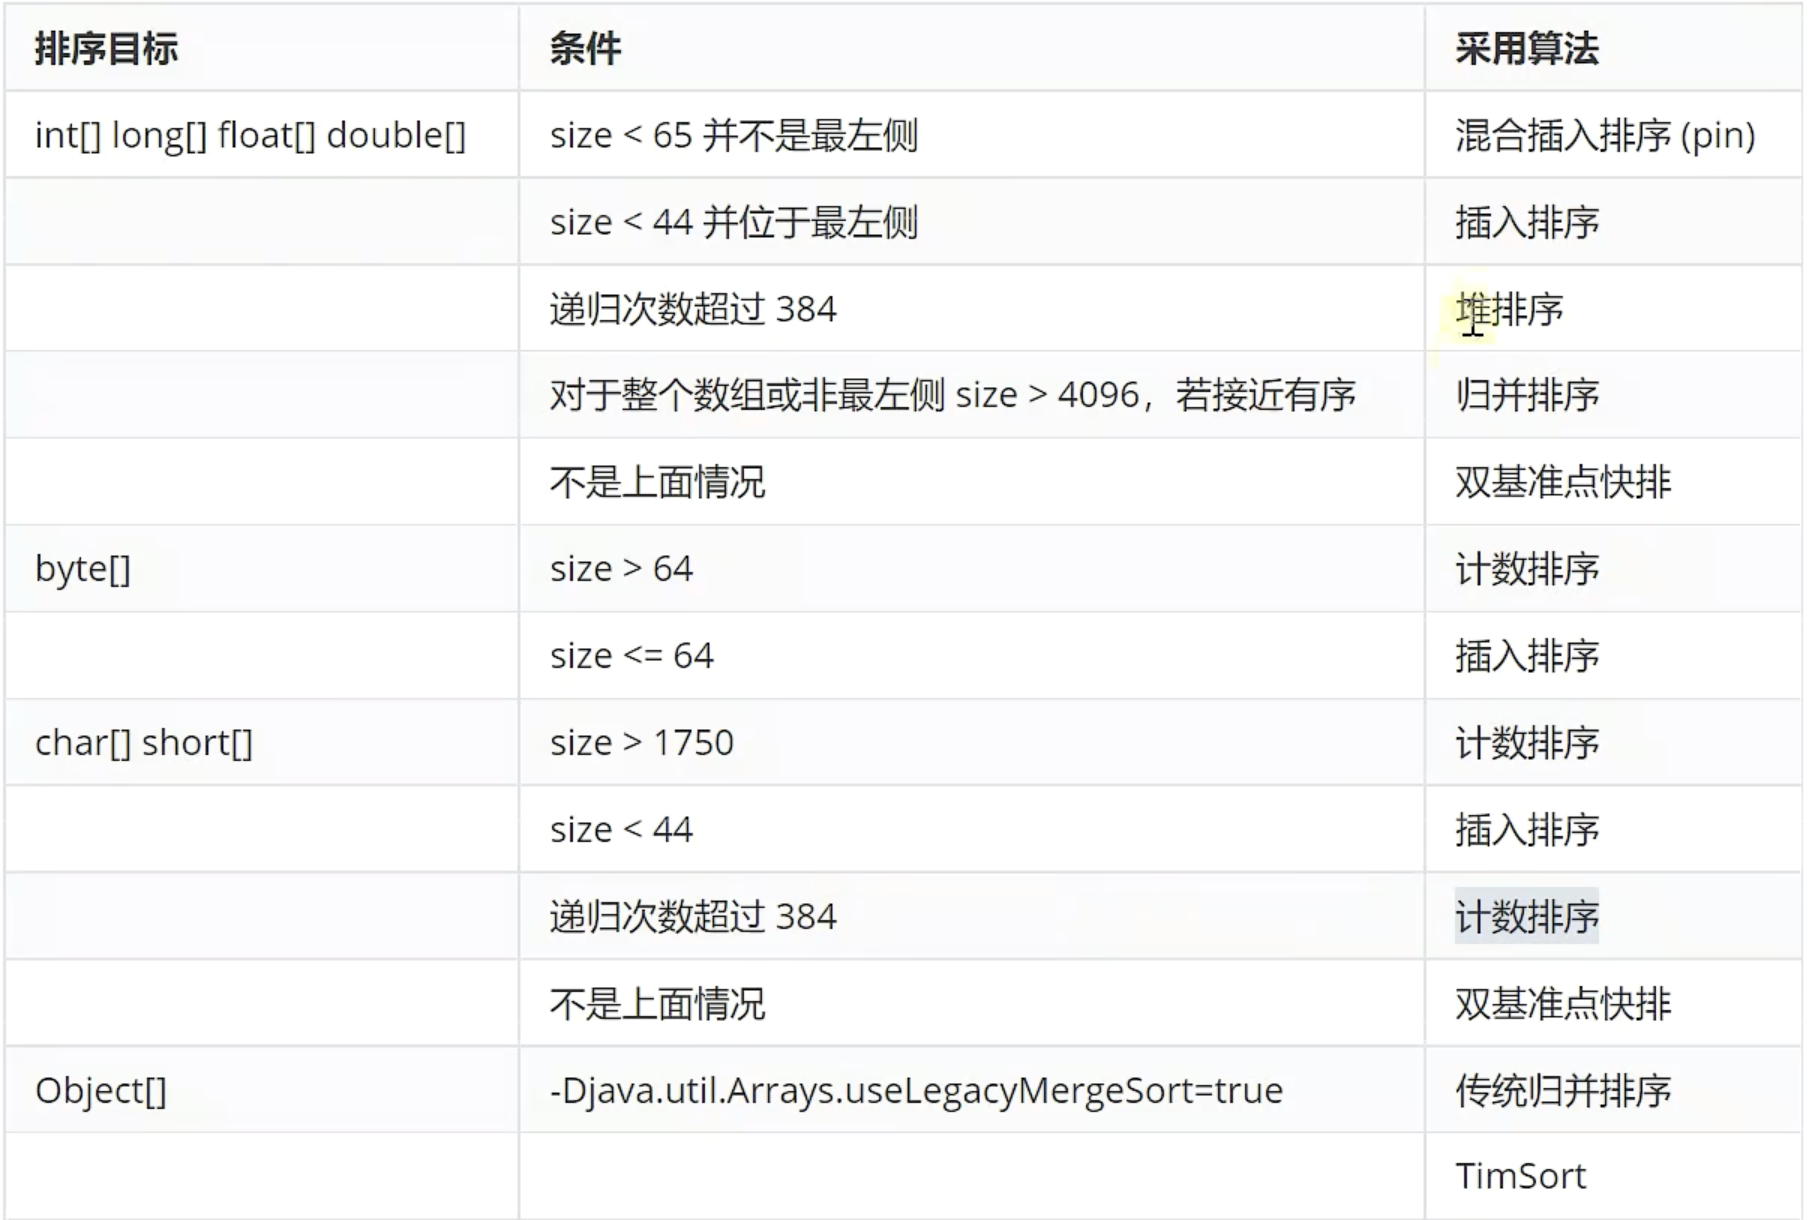 排序目标 条件 采用算法
int[] long[] float[] double[] size < 65 并不是最左侧 混合插入排序 (pin)
size < 44 并位于最左侧 插入排序
递归次数超过 384 堆排序
对于整个数组或非最左侧 size > 4096，若接近有序 归并排序
不是上面情况 双基准点快排
byte[] size > 64 计数排序
size <= 64 插入排序
char[] short[] size > 1750 计数排序
size < 44 插入排序
递归次数超过 384 计数排序
不是上面情况 双基准点快排
Object[] -Djava.util.Arrays.useLegacyMergeSort=true 传统归并排序
TimSort